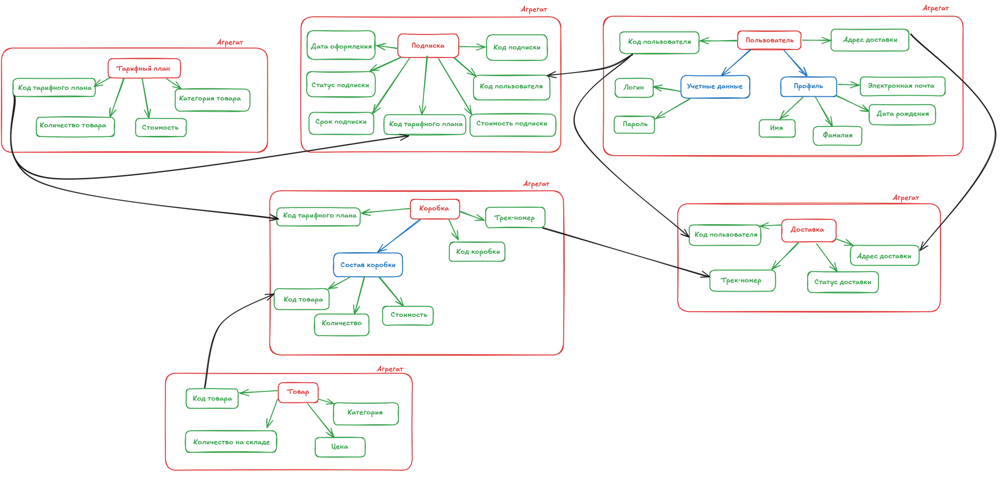 Агрегат
Тарифный план
Код тарифного плана
Категория товара
Количество товара
Стоимость
Агрегат
Дата оформления
Подписка
Код подписки
Статус подписки
Код пользователя
Срок подписки
Код тарифного плана
Стоимость подписки
Агрегат
Код пользователя
Пользователь
Адрес доставки
Логин
Учетные данные
Профиль
Электронная почта
Пароль
Имя
Фамилия
Дата рождения
Агрегат
Код тарифного плана
Коробка
Трек-номер
Код коробки
Состав коробки
Код товара
Количество
Стоимость
Агрегат
Код пользователя
Доставка
Адрес доставки
Трек-номер
Статус доставки
Агрегат
Код товара
Товар
Категория
Количество на складе
Цена